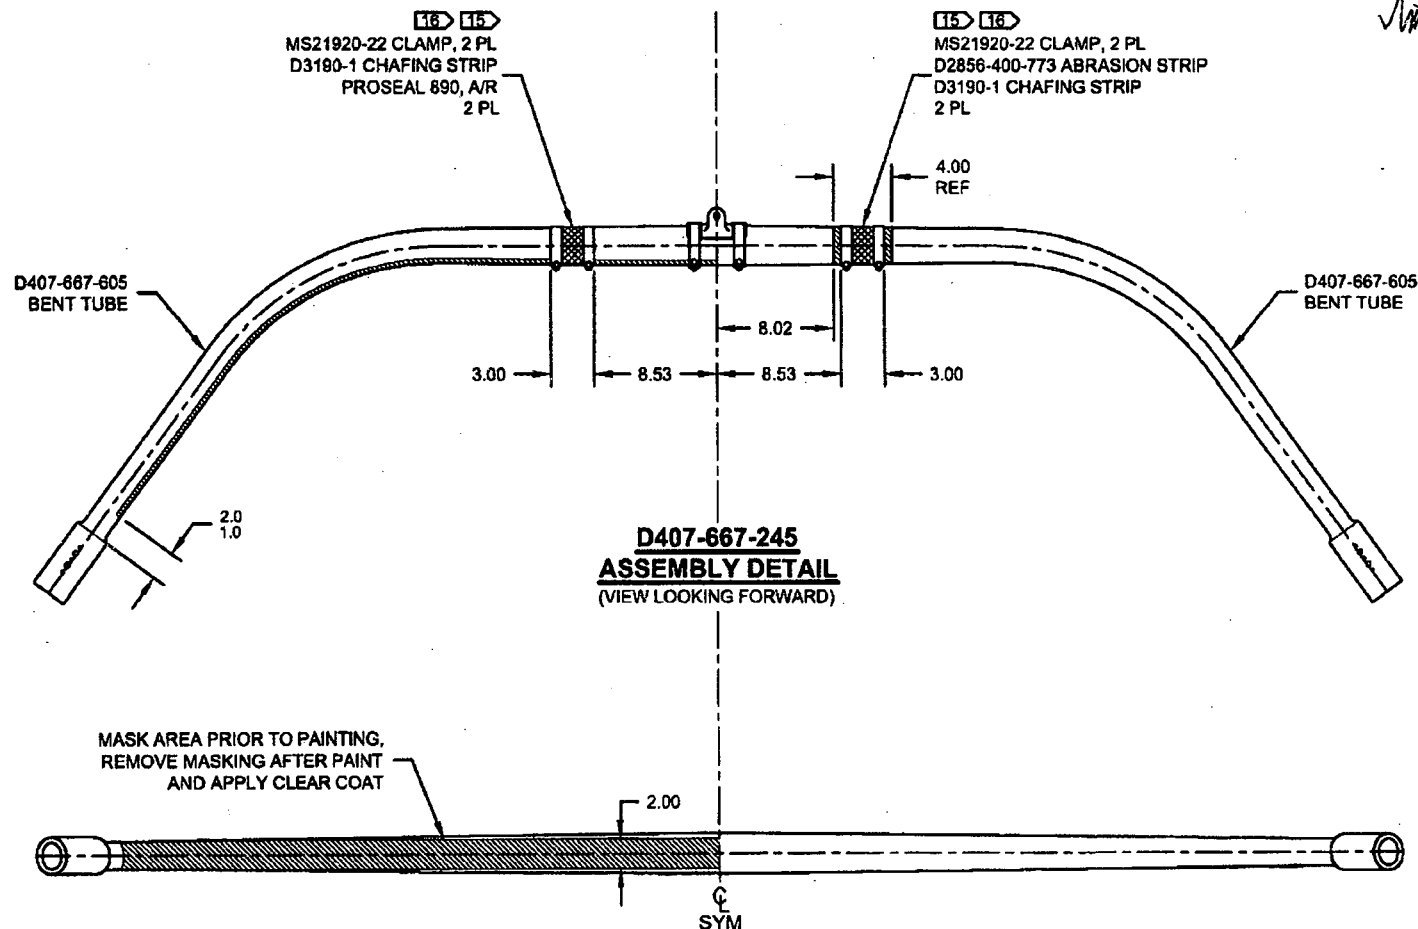 16 15
MS21920-22 CLAMP, 2 PL
D3190-1 CHAFING STRIP
PROSEAL 890, A/R
2 PL
15 16
MS21920-22 CLAMP, 2 PL
D2856-400-773 ABRASION STRIP
D3190-1 CHAFING STRIP
2 PL
4.00
REF
D407-667-605
BENT TUBE
D407-667-605
BENT TUBE
8.02
3.00
8.53
8.53
3.00
2.0
1.0
D407-667-245
ASSEMBLY DETAIL
(VIEW LOOKING FORWARD)
MASK AREA PRIOR TO PAINTING,
REMOVE MASKING AFTER PAINT
AND APPLY CLEAR COAT
2.00
℄
SYM